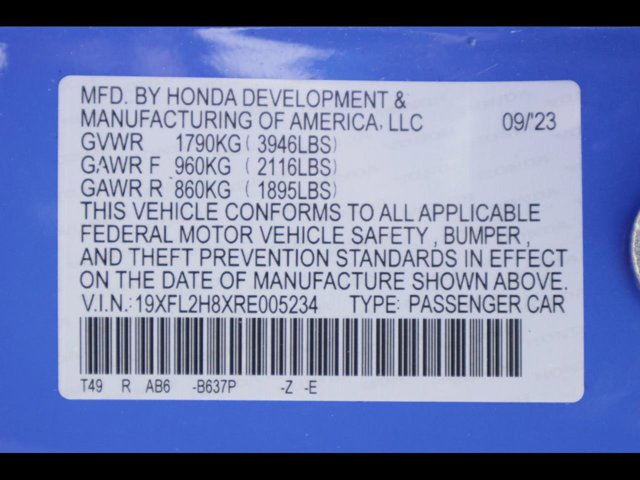 MFD. BY HONDA DEVELOPMENT &
MANUFACTURING OF AMERICA, LLC 09/'23
GVWR 1790KG ( 3946LBS)
GAWR F 960KG ( 2116LBS)
GAWR R 860KG ( 1895LBS)
THIS VEHICLE CONFORMS TO ALL APPLICABLE
FEDERAL MOTOR VEHICLE SAFETY , BUMPER,
AND THEFT PREVENTION STANDARDS IN EFFECT
ON THE DATE OF MANUFACTURE SHOWN ABOVE.
V.I.N.:19XFL2H8XRE005234 TYPE: PASSENGER CAR
T49 R AB6 -B637P -Z -E